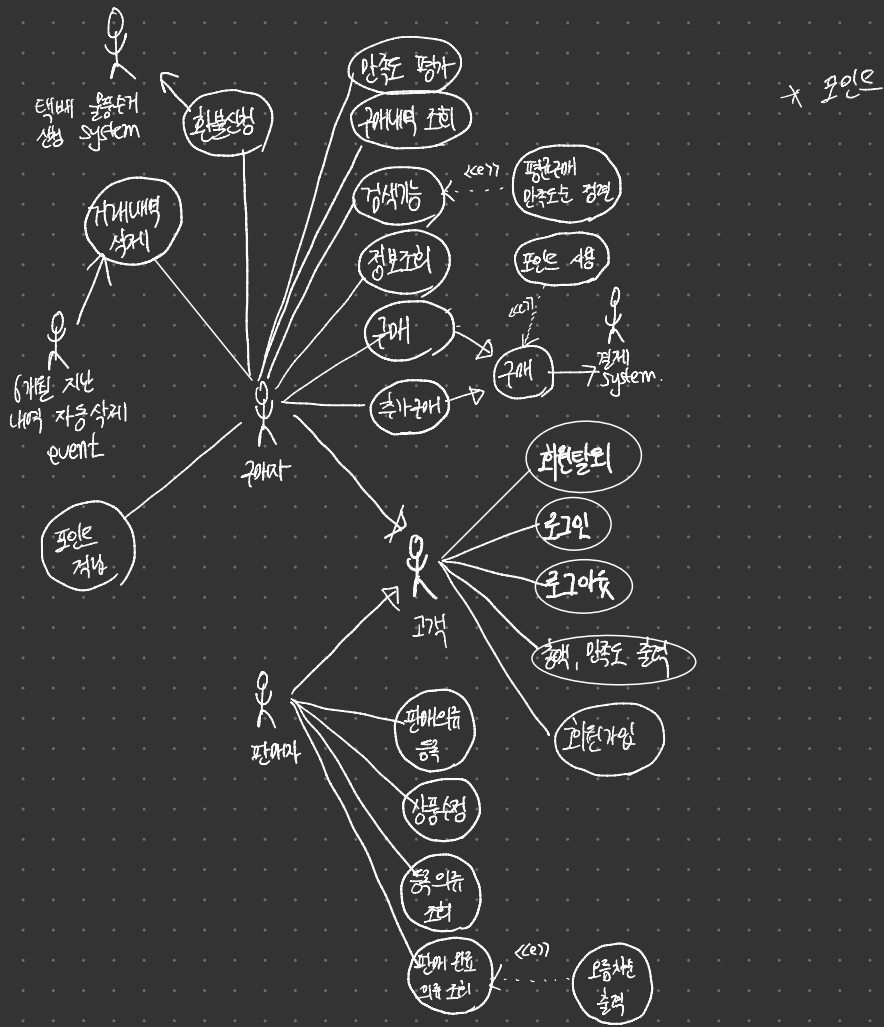 만족도 평가
* 포인트
택배 물품수거
신청 System
환불신청
구매내역 조회
검색기능
<<e>>
평균구매
만족도순 정렬
거래내역
삭제
정보조회
포인트 사용
구매
<<e>>
구매
결제
System.
6개월 지난
내역 자동삭제
event
추가구매
구매자
회원탈퇴
로그인
포인트
적립
로그아웃
고객
총액, 만족도 출력
판매자
판매의류
등록
회원가입
상품수정
등록의류
조회
판매 완료
의류 조회
<<e>>
오름차순
출력